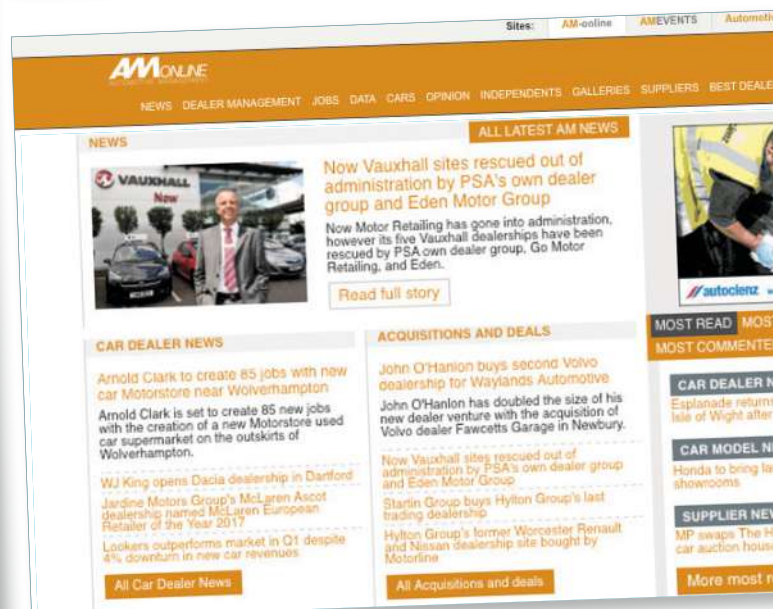 Sites: AM-online AMEVENTS
AM ONLINE
AUTOMOTIVE MANAGEMENT
NEWS DEALER MANAGEMENT JOBS DATA CARS OPINION INDEPENDENTS GALLERIES SUPPLIERS BEST
NEWS
ALL LATEST AM NEWS
VAUXHALL
Now
Now Vauxhall sites rescued out of
administration by PSA's own dealer
group and Eden Motor Group
Now Motor Retailing has gone into administration,
however its five Vauxhall dealerships have been
rescued by PSA own dealer group, Go Motor
Retailing, and Eden.
Read full story
autoclenz
CAR DEALER NEWS
Arnold Clark to create 85 jobs with new
car Motorstore near Wolverhampton
Arnold Clark is set to create 85 new jobs
with the creation of a new Motorstore used
car supermarket on the outskirts of
Wolverhampton.
WJ King opens Dacia dealership in Dartford
Jardine Motors Group's McLaren Ascot
dealership named McLaren European
Retailer of the Year 2017
Lookers outperforms market in Q1 despite
4% downturn in new car revenues
All Car Dealer News
ACQUISITIONS AND DEALS
John O'Hanlon buys second Volvo
dealership for Waylands Automotive
John O'Hanlon has doubled the size of his
new dealer venture with the acquisition of
Volvo dealer Fawcetts Garage in Newbury.
Now Vauxhall sites rescued out of
administration by PSA's own dealer group
and Eden Motor Group
Startin Group buys Hylton Group's last
trading dealership
Hylton Group's former Worcester Renault
and Nissan dealership site bought by
Motorline
All Acquisitions and deals
MOST READ
MOST
CAR DEALER
Esplanade returns
Isle of Wight after
CAR MODEL
Honda to bring
showrooms
SUPPLIER
MP swaps The
car auction
More most